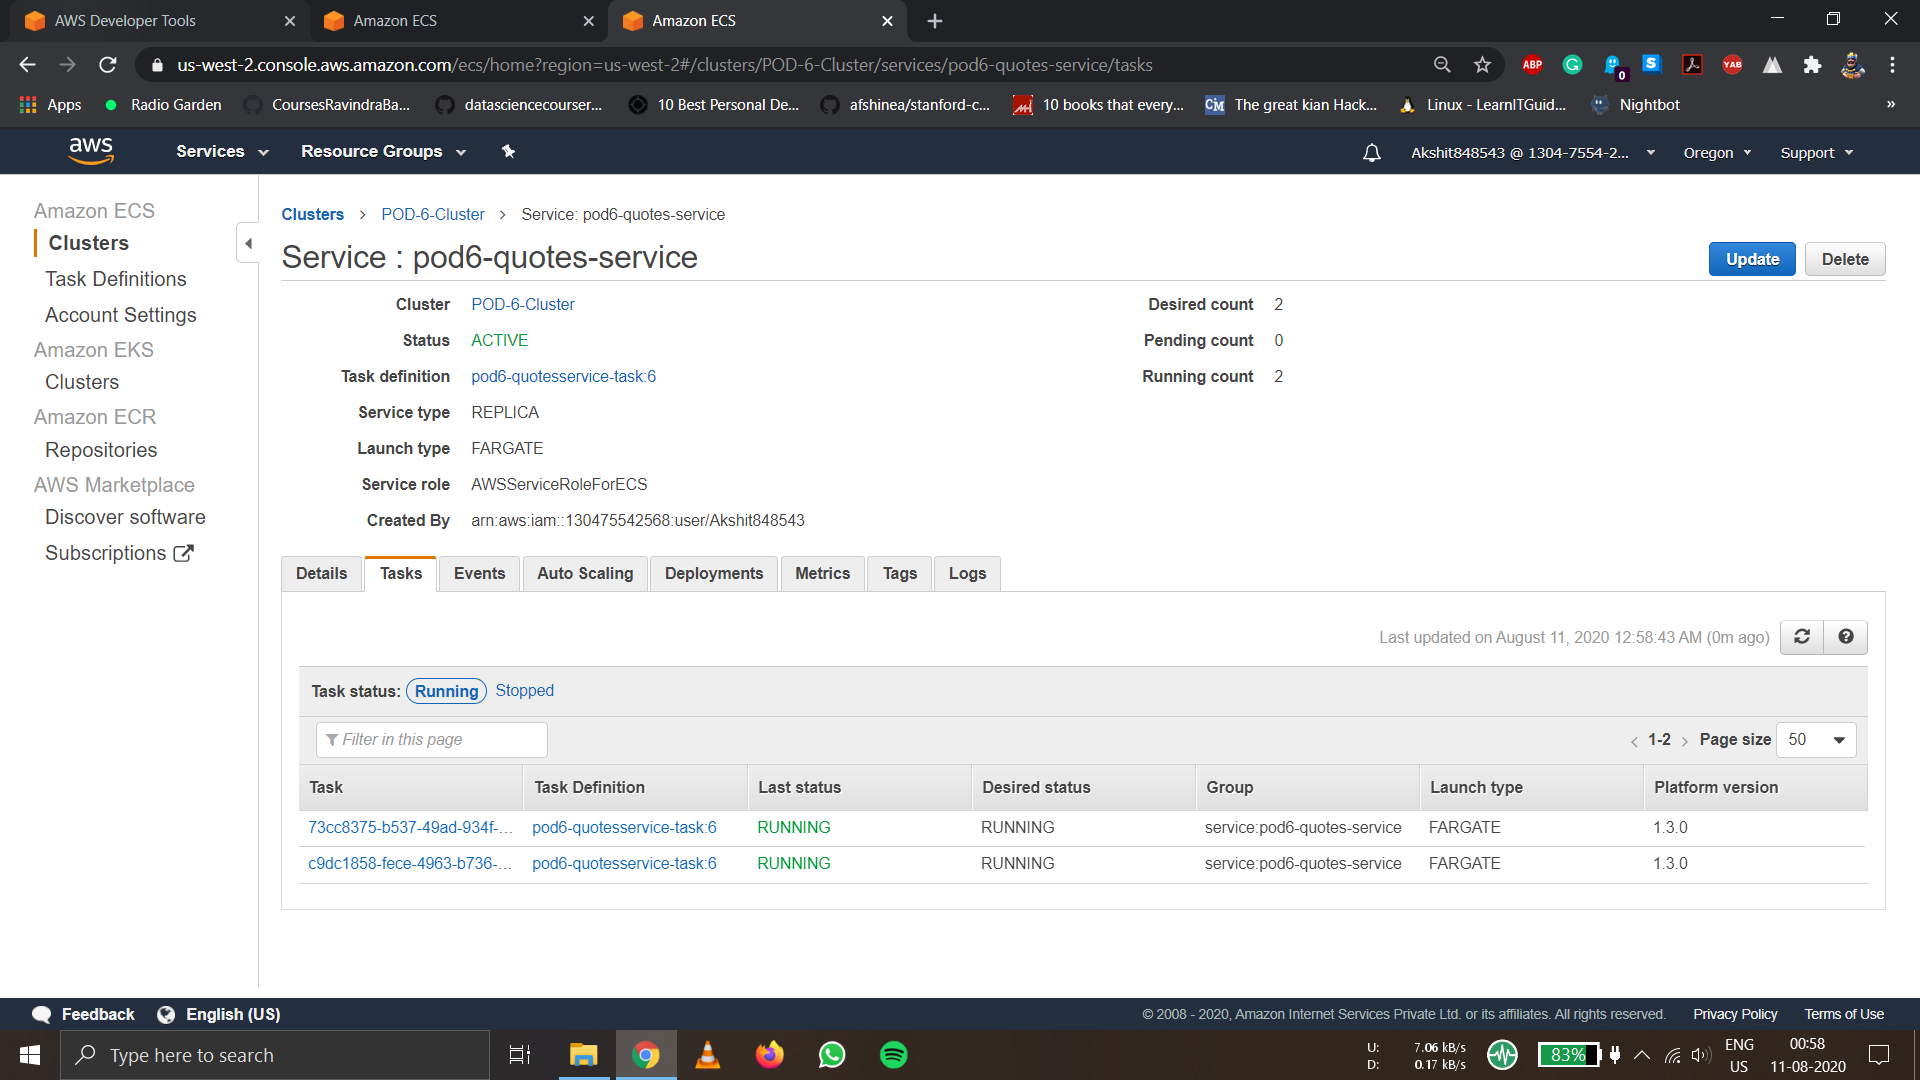 AWS Developer Tools
Amazon ECS
Amazon ECS
us-west-2.console.aws.amazon.com/ecs/home?region=us-west-2#/clusters/POD-6-Cluster/services/pod6-quotes-service/tasks
ABP
0
S
YAB
Apps
Radio Garden
CoursesRavindraBa...
datasciencecourser...
10 Best Personal De...
afshinea/stanford-c...
10 books that every...
CM
The great kian Hack...
Linux - LearnITGuid...
Nightbot
»
aws
Services
Resource Groups
Akshit848543 @ 1304-7554-2...
Oregon
Support
Amazon ECS
Clusters
Task Definitions
Account Settings
Amazon EKS
Clusters
Amazon ECR
Repositories
AWS Marketplace
Discover software
Subscriptions
Clusters > POD-6-Cluster > Service: pod6-quotes-service
Service : pod6-quotes-service
Update
Delete
Cluster POD-6-Cluster
Status ACTIVE
Task definition pod6-quotesservice-task:6
Service type REPLICA
Launch type FARGATE
Service role AWSServiceRoleForECS
Created By arn:aws:iam::130475542568:user/Akshit848543
Desired count 2
Pending count 0
Running count 2
Details
Tasks
Events
Auto Scaling
Deployments
Metrics
Tags
Logs
Last updated on August 11, 2020 12:58:43 AM (0m ago)
Task status: Running Stopped
Filter in this page
< 1-2 > Page size 50
Task Task Definition Last status Desired status Group Launch type Platform version
73cc8375-b537-49ad-934f-... pod6-quotesservice-task:6 RUNNING RUNNING service:pod6-quotes-service FARGATE 1.3.0
c9dc1858-fece-4963-b736-... pod6-quotesservice-task:6 RUNNING RUNNING service:pod6-quotes-service FARGATE 1.3.0
Feedback
English (US)
© 2008 - 2020, Amazon Internet Services Private Ltd. or its affiliates. All rights reserved.
Privacy Policy
Terms of Use
Type here to search
U: 7.06 kB/s
D: 0.17 kB/s
83%
ENG
US
00:58
11-08-2020